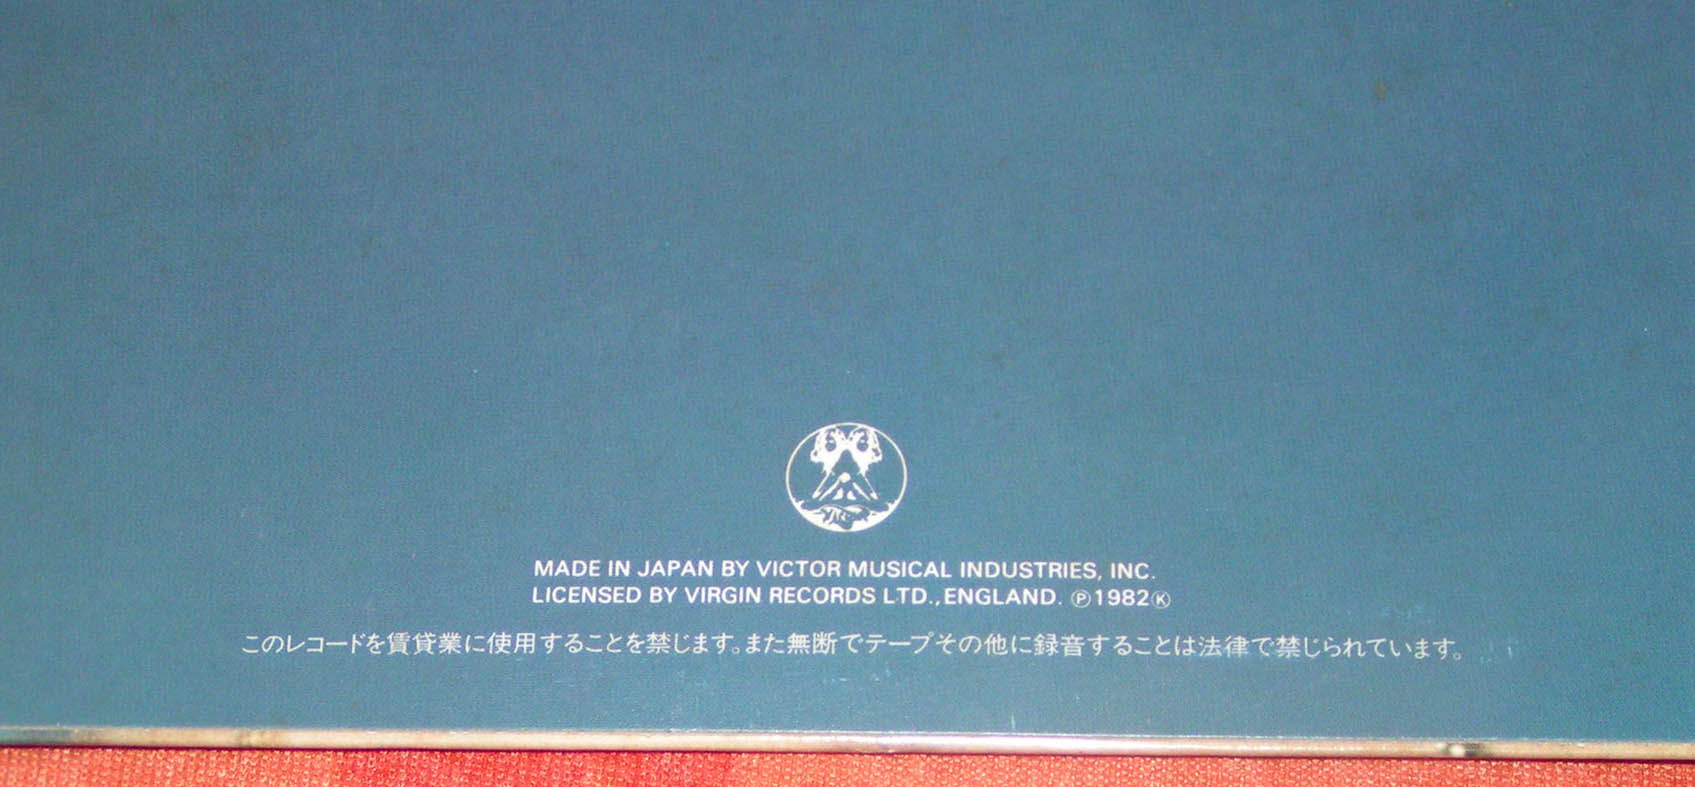 MADE IN JAPAN BY VICTOR MUSICAL INDUSTRIES, INC.
LICENSED BY VIRGIN RECORDS LTD., ENGLAND. Ⓟ1982Ⓚ
このレコードを賃貸業に使用することを禁じます。また無断でテープその他に録音することは法律で禁じられています。